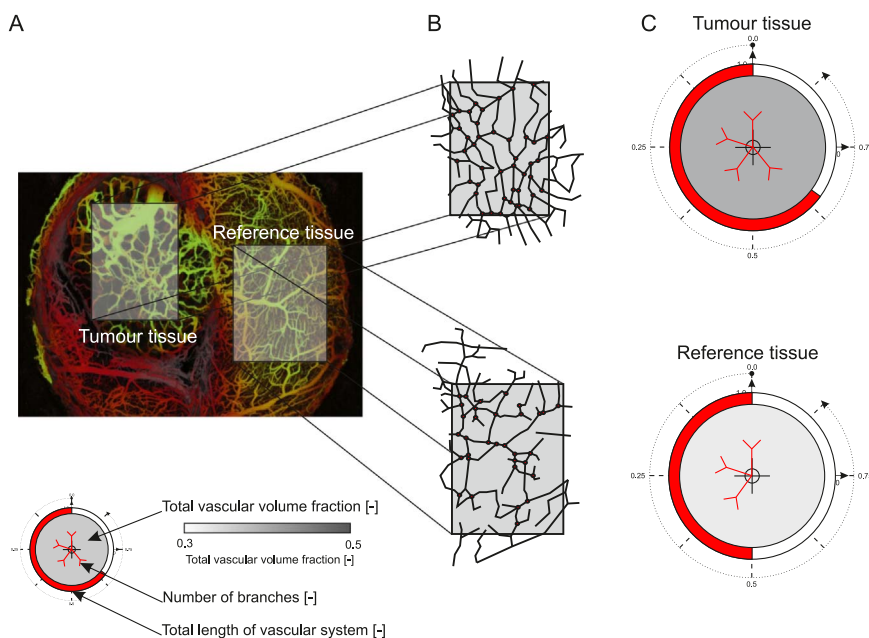 A
B
C
Tumour tissue
0.0
1.0
0.25
0
0.75
0.5
Reference tissue
Tumour tissue
Reference tissue
0.0
1.0
0.25
0
0.75
0.5
Total vascular volume fraction [-]
0.3
0.5
Total vascular volume fraction [-]
Number of branches [-]
Total length of vascular system [-]